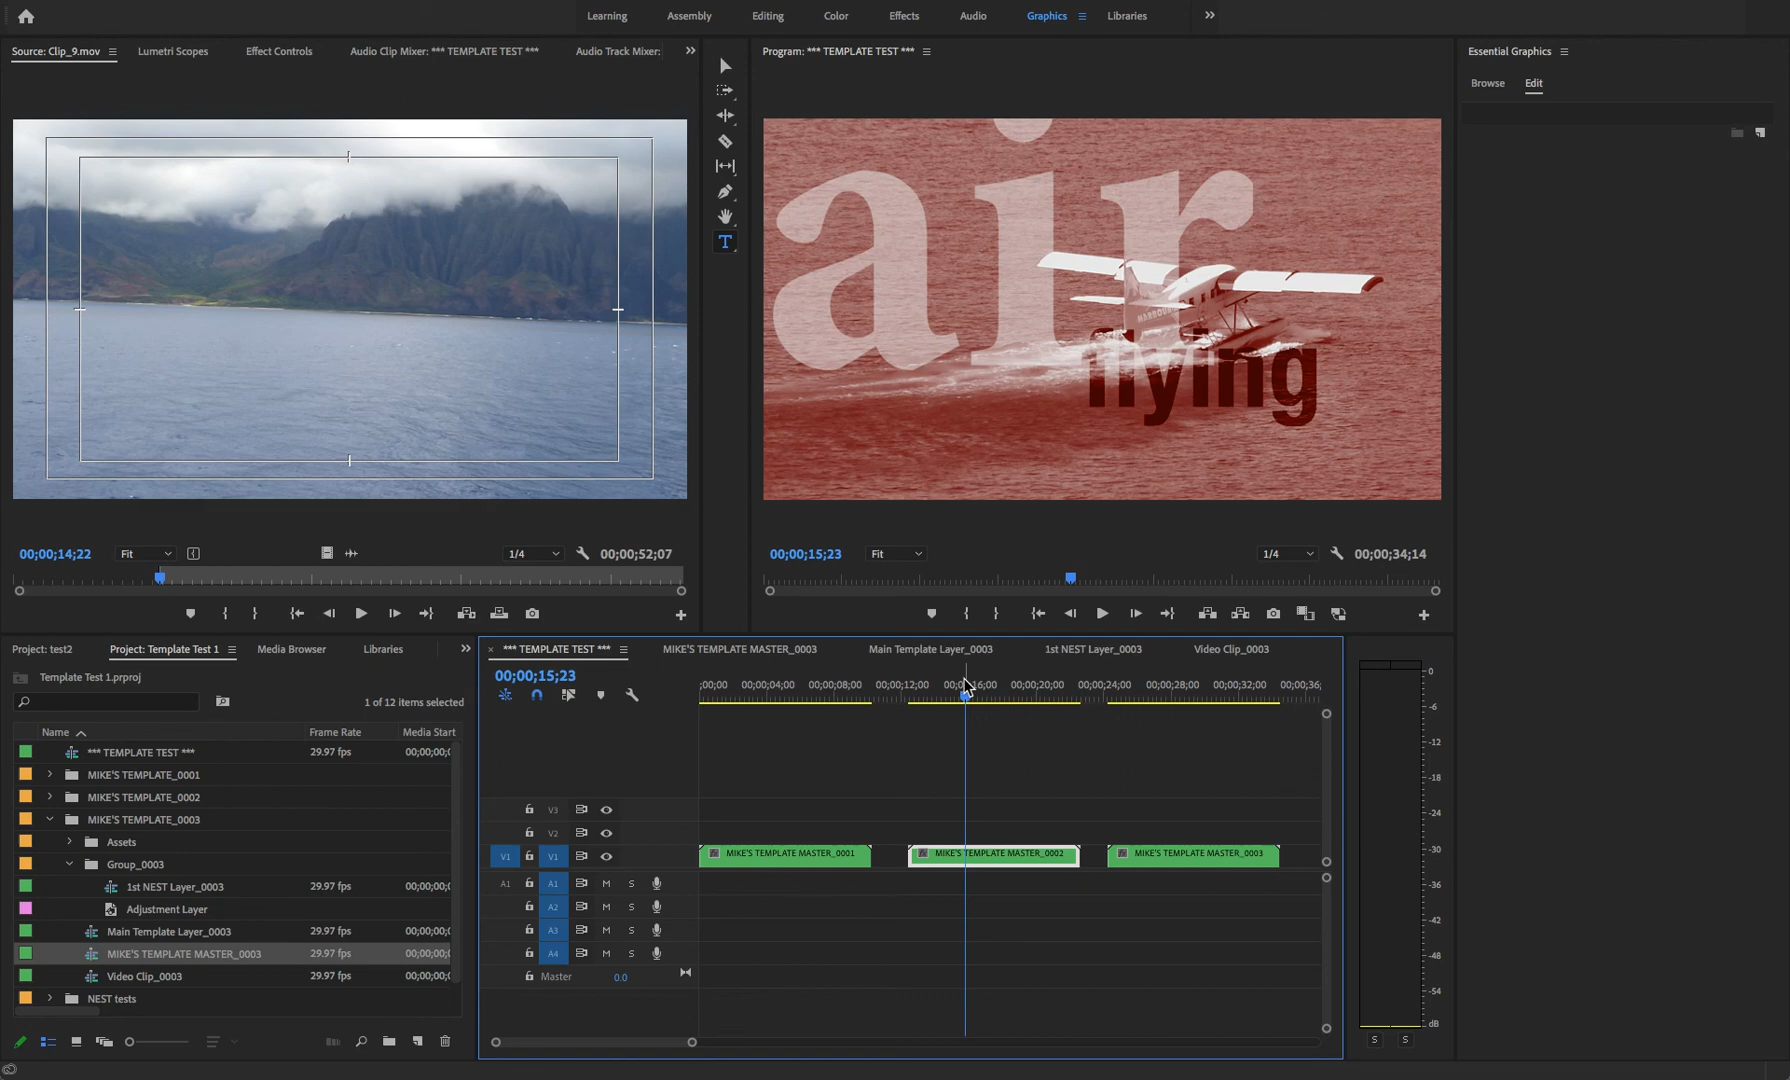 Learning Assembly Editing Color Effects Audio Graphics Libraries
Source: Clip_9.mov Lumetri Scopes Effect Controls Audio Clip Mixer: *** TEMPLATE TEST *** Audio Track Mixer:
Program: *** TEMPLATE TEST ***
Essential Graphics
Browse Edit
T
air
flying
00;00;14;22 Fit 1/4 00;00;52;07
00;00;15;23 Fit 1/4 00;00;34;14
Project: test2 Project: Template Test 1 Media Browser Libraries
Template Test 1.prproj
1 of 12 items selected
Name Frame Rate Media Start
*** TEMPLATE TEST *** 29.97 fps 00;00;00;0
MIKE'S TEMPLATE_0001
MIKE'S TEMPLATE_0002
MIKE'S TEMPLATE_0003
Assets
Group_0003
1st NEST Layer_0003 29.97 fps 00;00;00;0
Adjustment Layer
Main Template Layer_0003 29.97 fps 00;00;00;0
MIKE'S TEMPLATE MASTER_0003 29.97 fps 00;00;00;0
Video Clip_0003 29.97 fps 00;00;00;0
NEST tests
*** TEMPLATE TEST *** MIKE'S TEMPLATE MASTER_0003 Main Template Layer_0003 1st NEST Layer_0003 Video Clip_0003
00;00;15;23
;00;00 00;00;04;00 00;00;08;00 00;00;12;00 00;00;16;00 00;00;20;00 00;00;24;00 00;00;28;00 00;00;32;00 00;00;36;
V3
V2
V1 V1 MIKE'S TEMPLATE MASTER_0001 MIKE'S TEMPLATE MASTER_0002 MIKE'S TEMPLATE MASTER_0003
A1 A1 M S
A2 M S
A3 M S
A4 M S
Master 0.0
0
-6
-12
-18
-24
-30
-36
-42
-48
-54
dB
S S